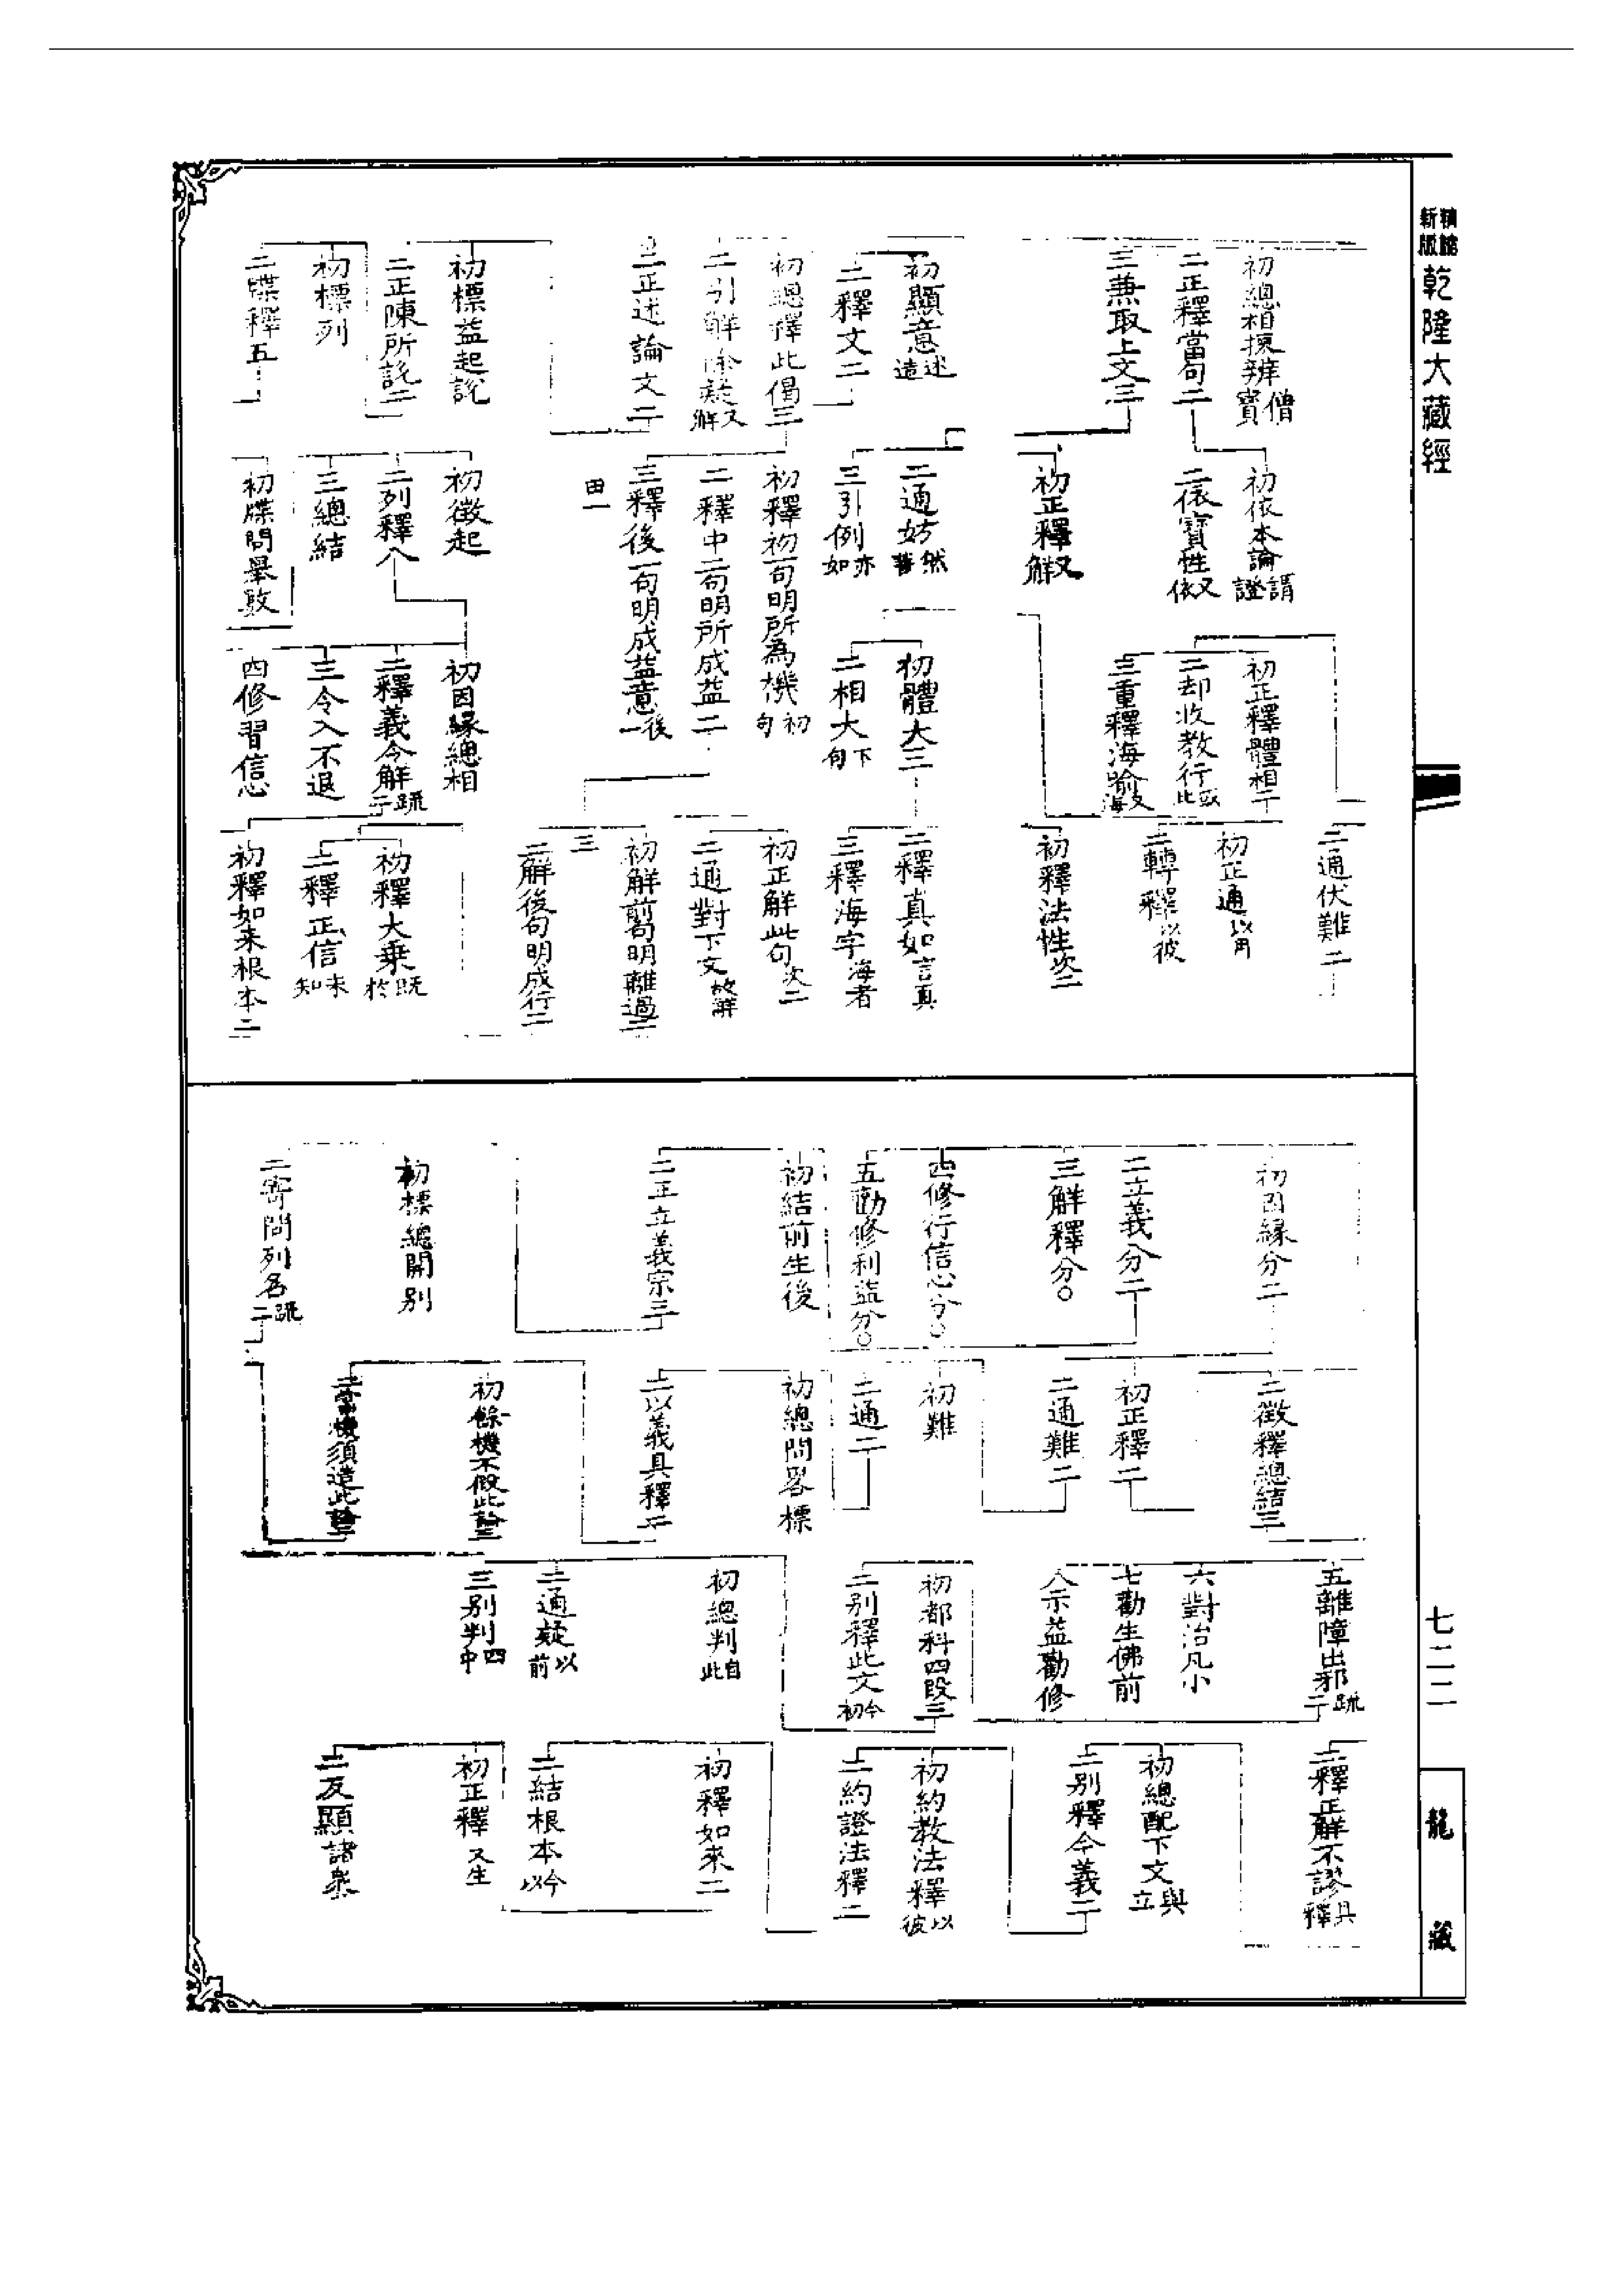 精館
新版
乾隆大藏經
七二二
龍藏
初總相揀辨僧寶
二正釋當句二
三兼取上文三
初顯意述造
二釋文二
初總釋此偈三
二引解除疑又解
二正述論文二
初標益起說
二正陳所說二
初標列
二牒釋五
初依本論謂證
二依寶性又依
初正釋又解
二通妨然舊
三引例亦如
初釋初一句明所為機初句
二釋中二句明所成益二
三釋後一句明成益意後一
田一
初徵起
二列釋八
三總結
初牒問舉數
初正釋體相二
二却收教行此
三重釋海喻又海
初體大三
二相大下句
初因緣總相
二釋義令解疏二
三令入不退
四修習信心
二通伏難二
初正通以用
二轉釋以彼
初釋法性次二
二釋真如言真
三釋海字海者
初正解此句次二
二通對下文故解
三
初解前句明離過二
二解後句明成行二
初釋大乗既於
二釋正信未知
初釋如来根本二
初因緣分二
二立義分二
三解釋分○
四修行信心分○
五勸修利益分○
初結前生後
二正立義宗三
初標總開別
二寄問列名疏二
二徵釋總結三
初正釋二
二通難二
初難
二通二
初總問畧標
二以義具釋二
初餘機不假此論三
二當機須造此論三
五離障出邪疏二
六對治凡小
七勸生佛前
八示益勸修
初都科四段三
二別釋此文今初
初總判自此
二通疑以前
三別判四中
二釋正解不謬具釋
初總配下文與立
二別釋今義二
初約教法釋以彼
二約證法釋二
初釋如來二
二結根本今以
初正釋又生
二反顯諸衆